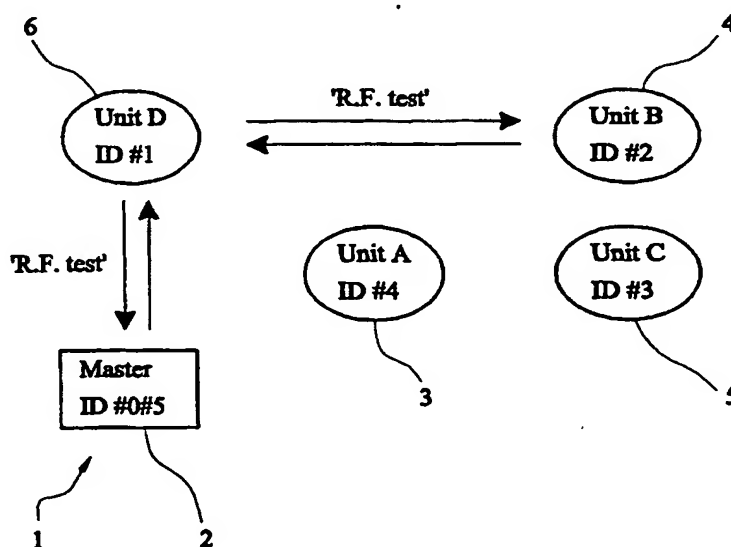 6
4
Unit D
ID #1
'R.F. test'
Unit B
ID #2
'R.F. test'
Unit A
ID #4
Unit C
ID #3
Master
ID #0#5
3
5
1
2